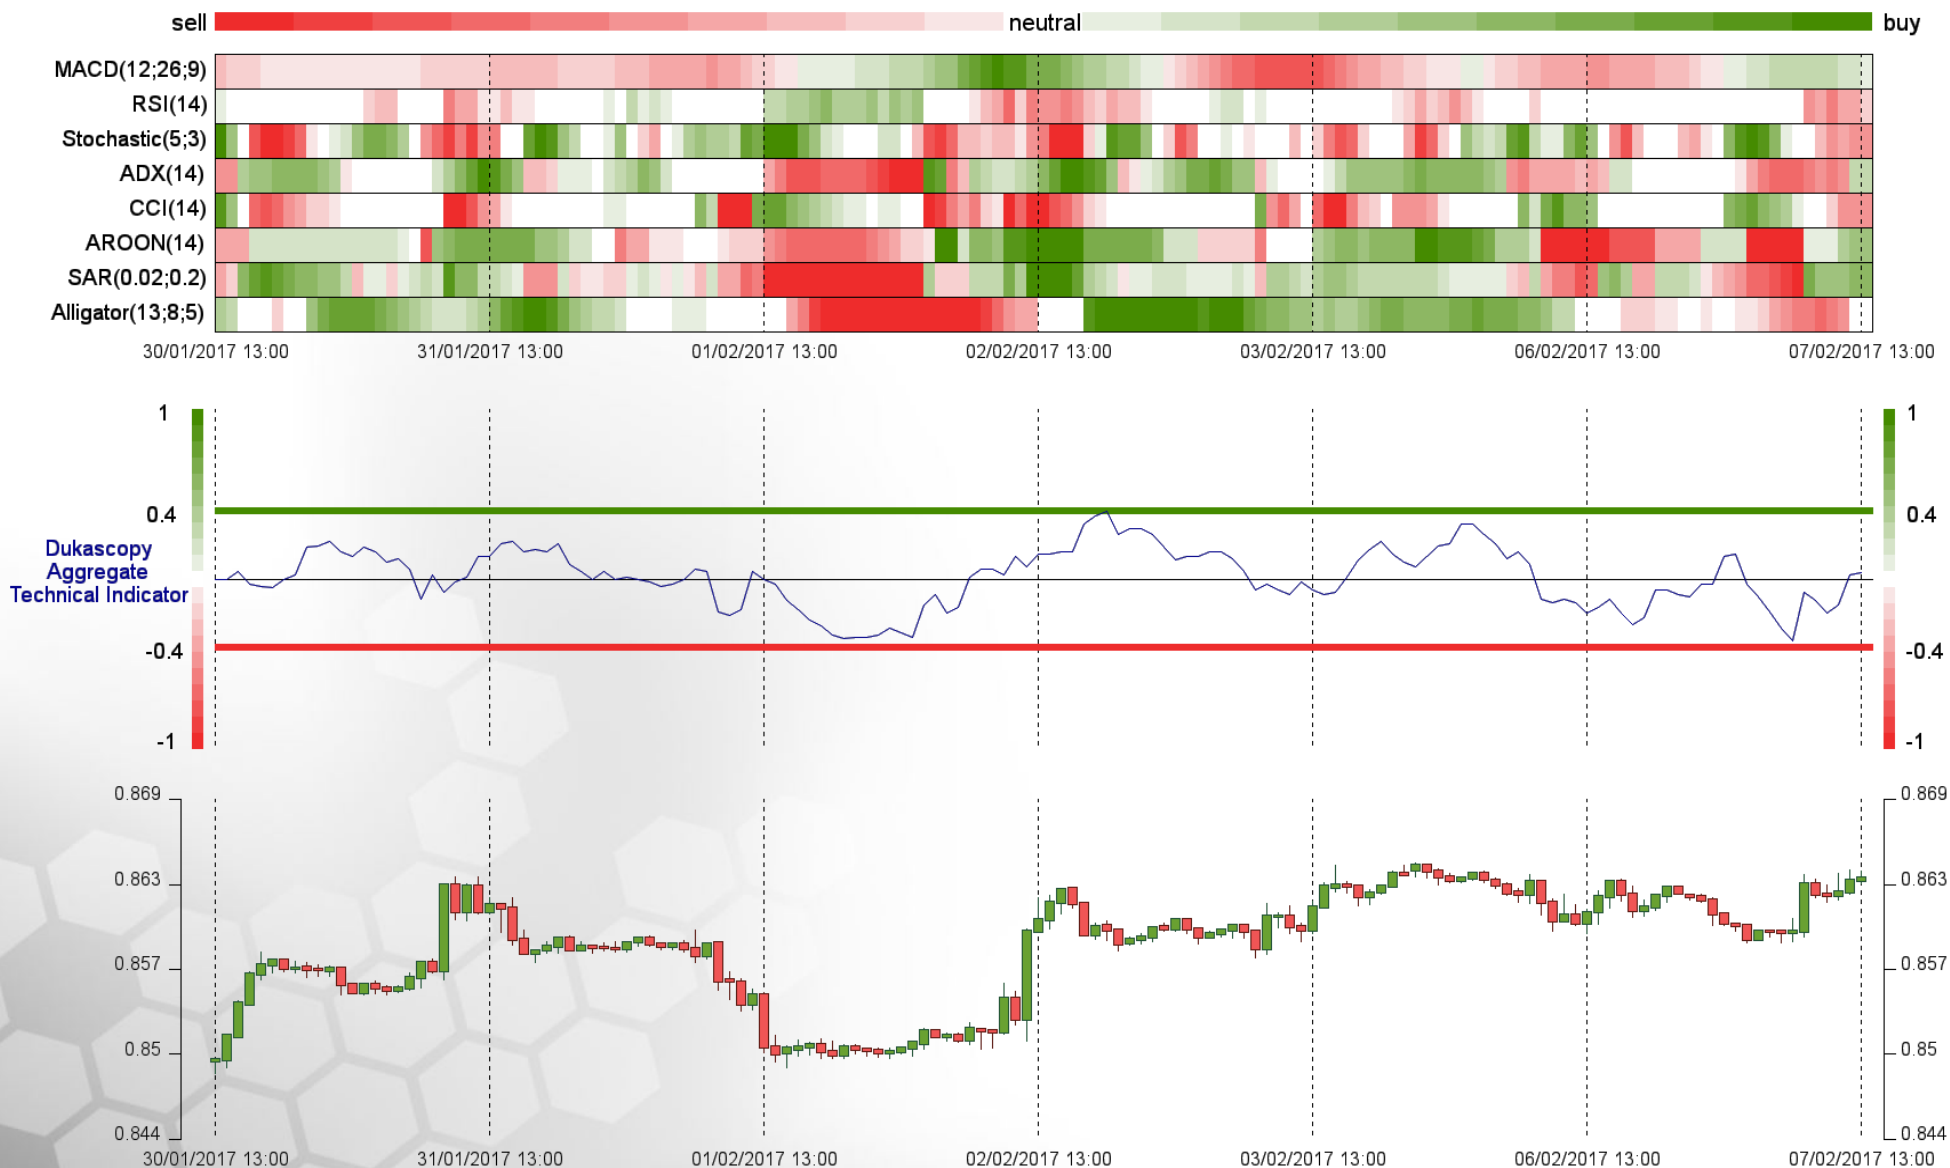 sell neutral buy
MACD(12;26;9)
RSI(14)
Stochastic(5;3)
ADX(14)
CCI(14)
AROON(14)
SAR(0.02;0.2)
Alligator(13;8;5)
30/01/2017 13:00 31/01/2017 13:00 01/02/2017 13:00 02/02/2017 13:00 03/02/2017 13:00 06/02/2017 13:00 07/02/2017 13:00
1 1
0.4 0.4
Dukascopy
Aggregate
Technical Indicator
-0.4 -0.4
-1 -1
0.869 0.869
0.863 0.863
0.857 0.857
0.85 0.85
0.844 0.844
30/01/2017 13:00 31/01/2017 13:00 01/02/2017 13:00 02/02/2017 13:00 03/02/2017 13:00 06/02/2017 13:00 07/02/2017 13:00